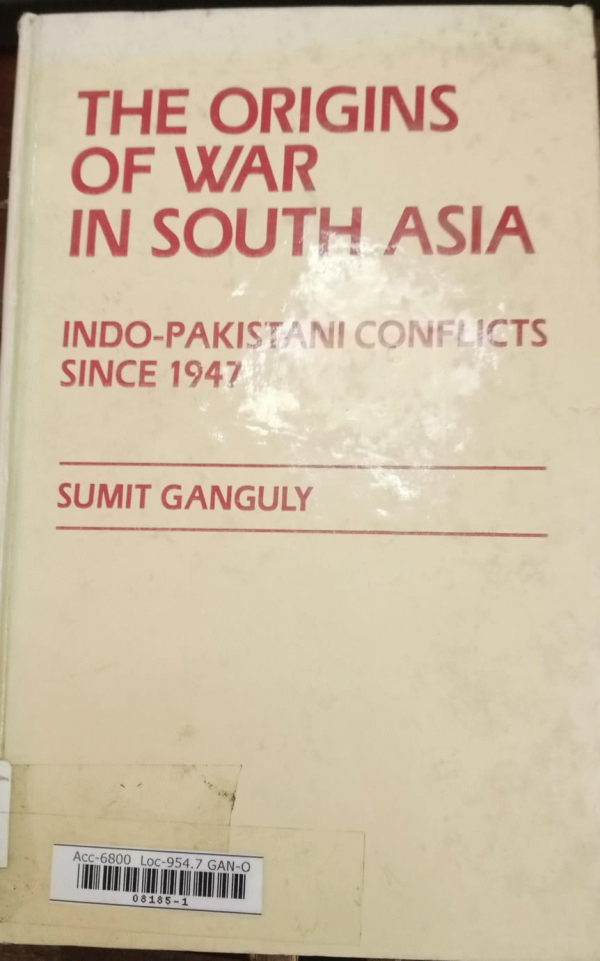 THE ORIGINS
OF WAR
IN SOUTH ASIA
INDO-PAKISTANI CONFLICTS
SINCE 1947
SUMIT GANGULY
Acc-6800 Loc-954.7 GAN-O
08185-1